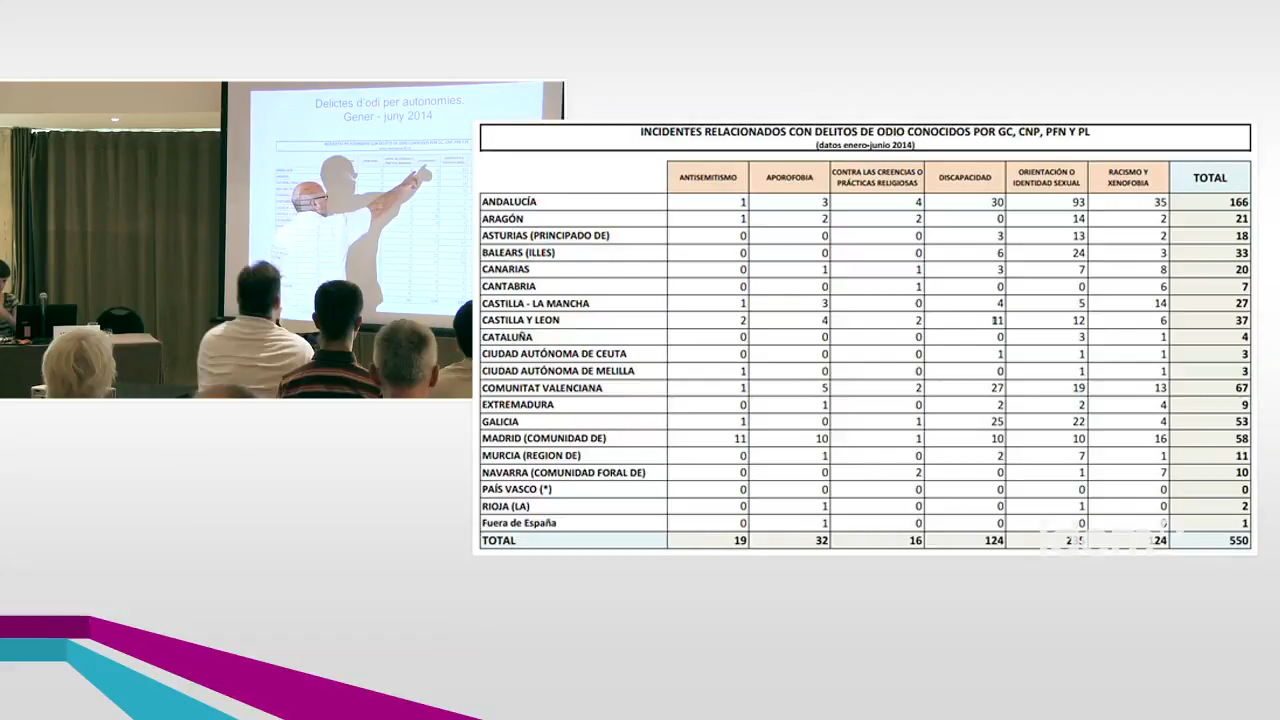 Delictes d'odi per autonomies.
Gener - juny 2014
INCIDENTES RELACIONADOS CON DELITOS DE ODIO CONOCIDOS POR GC, CNP, PFN Y PL
(datos enero-junio 2014)
ANTISEMITISMO APOROFOBIA CONTRA LAS CREENCIAS O PRÁCTICAS RELIGIOSAS DISCAPACIDAD ORIENTACIÓN O IDENTIDAD SEXUAL RACISMO Y XENOFOBIA TOTAL
ANDALUCÍA 1 3 4 30 93 35 166
ARAGÓN 1 2 2 0 14 2 21
ASTURIAS (PRINCIPADO DE) 0 0 0 3 13 2 18
BALEARS (ILLES) 0 0 0 6 24 3 33
CANARIAS 0 1 1 3 7 8 20
CANTABRIA 0 0 1 0 0 6 7
CASTILLA - LA MANCHA 1 3 0 4 5 14 27
CASTILLA Y LEON 2 4 2 11 12 6 37
CATALUÑA 0 0 0 0 3 1 4
CIUDAD AUTÓNOMA DE CEUTA 0 0 0 1 1 1 3
CIUDAD AUTÓNOMA DE MELILLA 1 0 0 0 1 1 3
COMUNITAT VALENCIANA 1 5 2 27 19 13 67
EXTREMADURA 0 1 0 2 2 4 9
GALICIA 1 0 1 25 22 4 53
MADRID (COMUNIDAD DE) 11 10 1 10 10 16 58
MURCIA (REGION DE) 0 1 0 2 7 1 11
NAVARRA (COMUNIDAD FORAL DE) 0 0 2 0 1 7 10
PAÍS VASCO (*) 0 0 0 0 0 0 0
RIOJA (LA) 0 1 0 0 1 0 2
Fuera de España 0 1 0 0 0 0 1
TOTAL 19 32 16 124 235 124 550